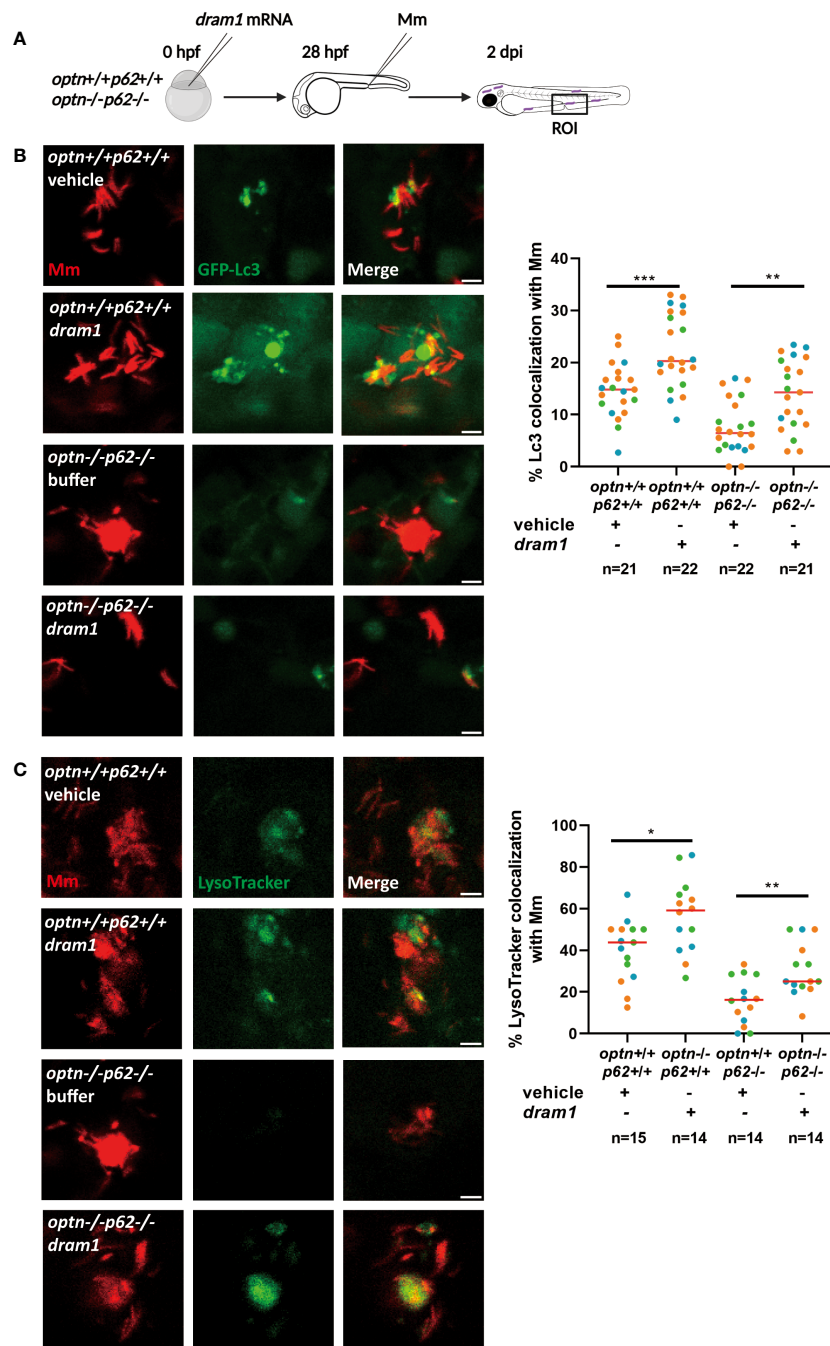 A
dram1 mRNA
Mm
0 hpf
28 hpf
2 dpi
optn+/+p62+/+
optn-/-p62-/-
ROI
B
optn+/+p62+/+
vehicle
Mm
GFP-Lc3
Merge
optn+/+p62+/+
dram1
optn-/-p62-/-
buffer
optn-/-p62-/-
dram1
% Lc3 colocalization with Mm
40
30
20
10
0
***
**
optn+/+ optn+/+ optn-/- optn-/-
p62+/+ p62+/+ p62-/- p62-/-
vehicle + - + -
dram1 - + - +
n=21 n=22 n=22 n=21
C
optn+/+p62+/+
vehicle
Mm
LysoTracker
Merge
optn+/+p62+/+
dram1
optn-/-p62-/-
buffer
optn-/-p62-/-
dram1
% LysoTracker colocalization
with Mm
100
80
60
40
20
0
*
**
optn+/+ optn-/- optn+/+ optn-/-
p62+/+ p62+/+ p62-/- p62-/-
vehicle + - + -
dram1 - + - +
n=15 n=14 n=14 n=14